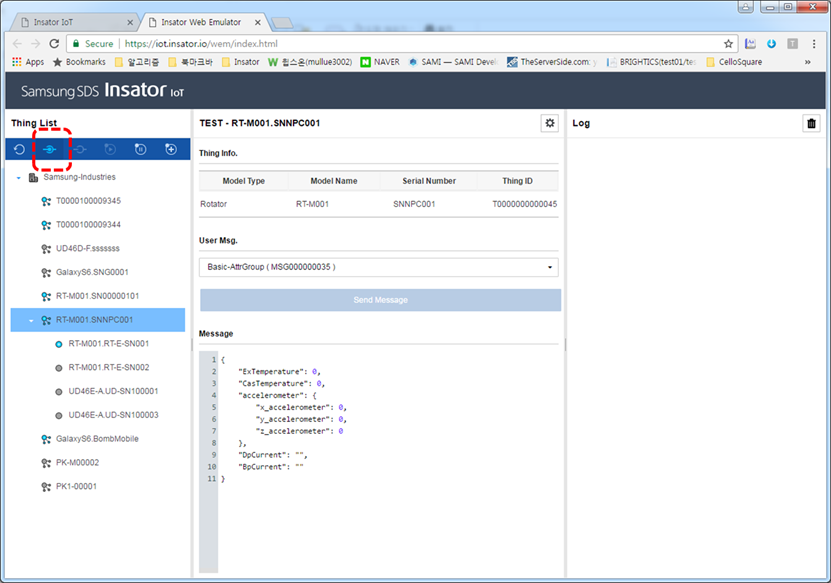 Insator IoT
Insator Web Emulator
Secure
https://iot.insator.io/wem/index.html
Apps
Bookmarks
알고리즘
북마크바
Insator
윕스온(mullue3002)
NAVER
SAMI — SAMI Devel
TheServerSide.com:
BRIGHTICS(test01/te
CelloSquare
»
Samsung SDS Insator IoT
Thing List
Samsung-Industries
T0000100009345
T0000100009344
UD46D-F.sssssss
GalaxyS6.SNG0001
RT-M001.SN00000101
RT-M001.SNNPC001
RT-M001.RT-E-SN001
RT-M001.RT-E-SN002
UD46E-A.UD-SN100001
UD46E-A.UD-SN100003
GalaxyS6.BombMobile
PK-M00002
PK1-00001
TEST - RT-M001.SNNPC001
Thing Info.
Model Type Model Name Serial Number Thing ID
Rotator RT-M001 SNNPC001 T0000000000045
User Msg.
Basic-AttrGroup ( MSG000000035 )
Send Message
Message
1 {
2 "ExTemperature": 0,
3 "CasTemperature": 0,
4 "accelerometer": {
5 "x_accelerometer": 0,
6 "y_accelerometer": 0,
7 "z_accelerometer": 0
8 },
9 "DpCurrent": "",
10 "BpCurrent": ""
11 }
Log